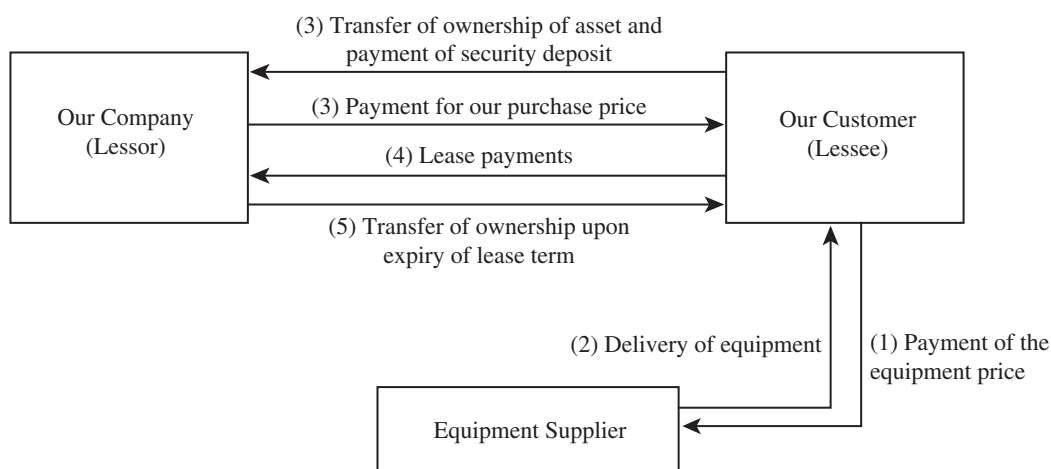 (3) Transfer of ownership of asset and
payment of security deposit
Our Company
(Lessor)
(3) Payment for our purchase price
Our Customer
(Lessee)
(4) Lease payments
(5) Transfer of ownership upon
expiry of lease term
(2) Delivery of equipment
(1) Payment of the
equipment price
Equipment Supplier